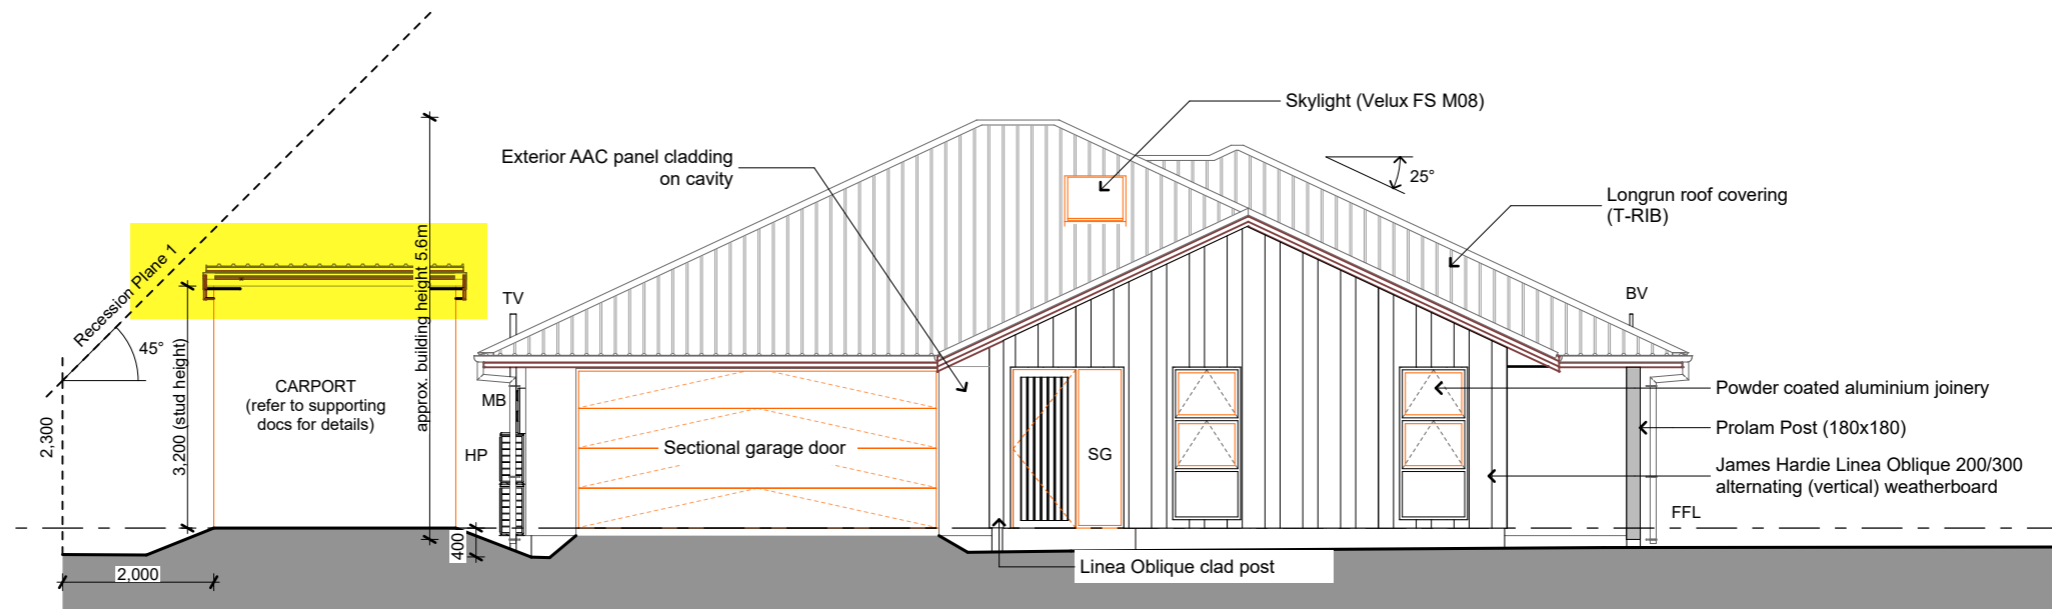 Skylight (Velux FS M08)
Exterior AAC panel cladding
on cavity
25°
Longrun roof covering
(T-RIB)
Recession Plane 1
approx. building height 5.6m
TV
BV
45°
CARPORT
(refer to supporting
docs for details)
3,200 (stud height)
2,300
MB
HP
Sectional garage door
SG
Powder coated aluminium joinery
Prolam Post (180x180)
James Hardie Linea Oblique 200/300
alternating (vertical) weatherboard
FFL
400
2,000
Linea Oblique clad post